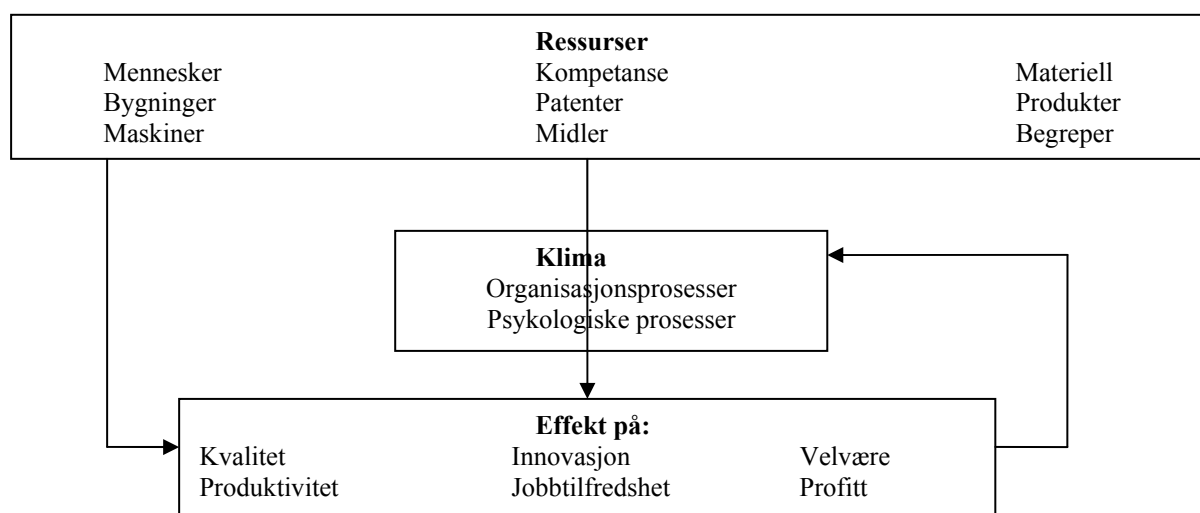 Ressurser
Mennesker Kompetanse Materiell
Bygninger Patenter Produkter
Maskiner Midler Begreper
Klima
Organisasjonsprosesser
Psykologiske prosesser
Effekt på:
Kvalitet Innovasjon Velvære
Produktivitet Jobbtilfredshet Profitt